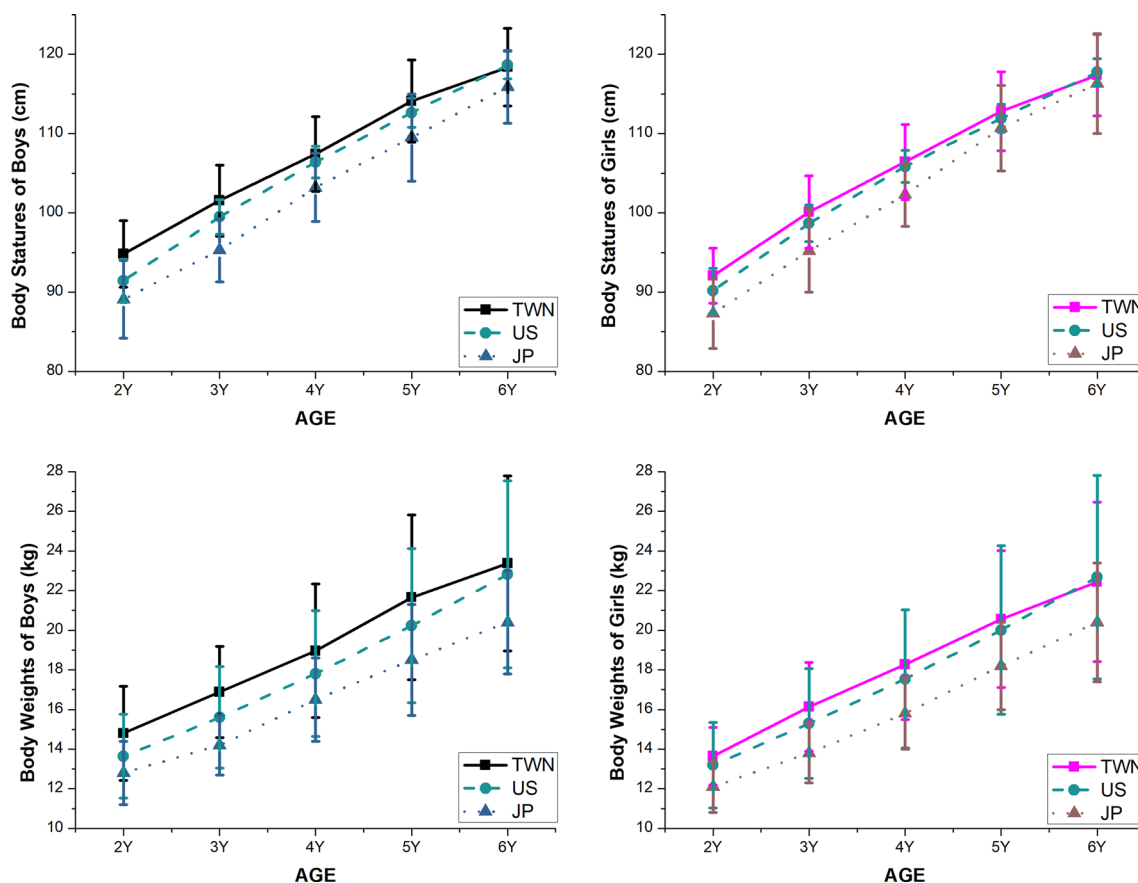 Body Statures of Boys (cm)
120
110
100
90
80
TWN
US
JP
2Y 3Y 4Y 5Y 6Y
AGE
Body Statures of Girls (cm)
120
110
100
90
80
TWN
US
JP
2Y 3Y 4Y 5Y 6Y
AGE
Body Weights of Boys (kg)
28
26
24
22
20
18
16
14
12
10
TWN
US
JP
2Y 3Y 4Y 5Y 6Y
AGE
Body Weights of Girls (kg)
28
26
24
22
20
18
16
14
12
10
TWN
US
JP
2Y 3Y 4Y 5Y 6Y
AGE